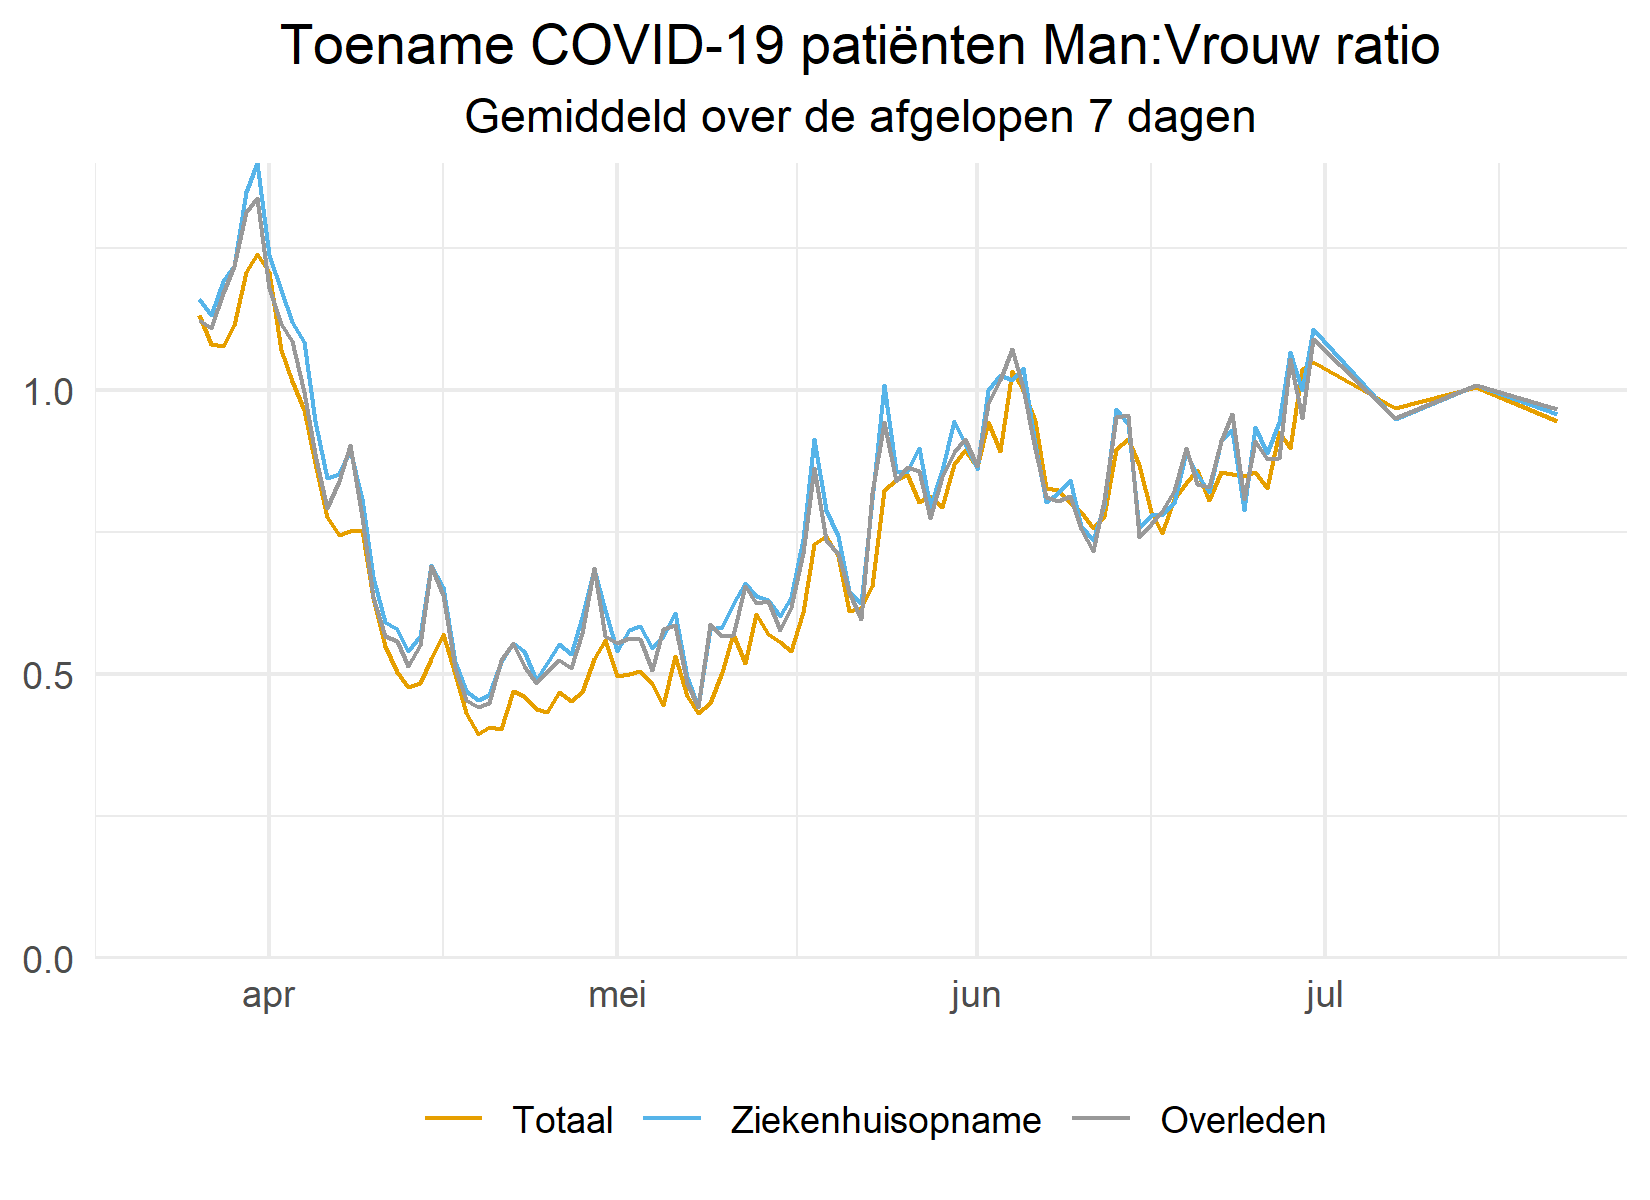 Toename COVID-19 patiënten Man:Vrouw ratio
Gemiddeld over de afgelopen 7 dagen
1.0
0.5
0.0
apr mei jun jul
Totaal Ziekenhuisopname Overleden